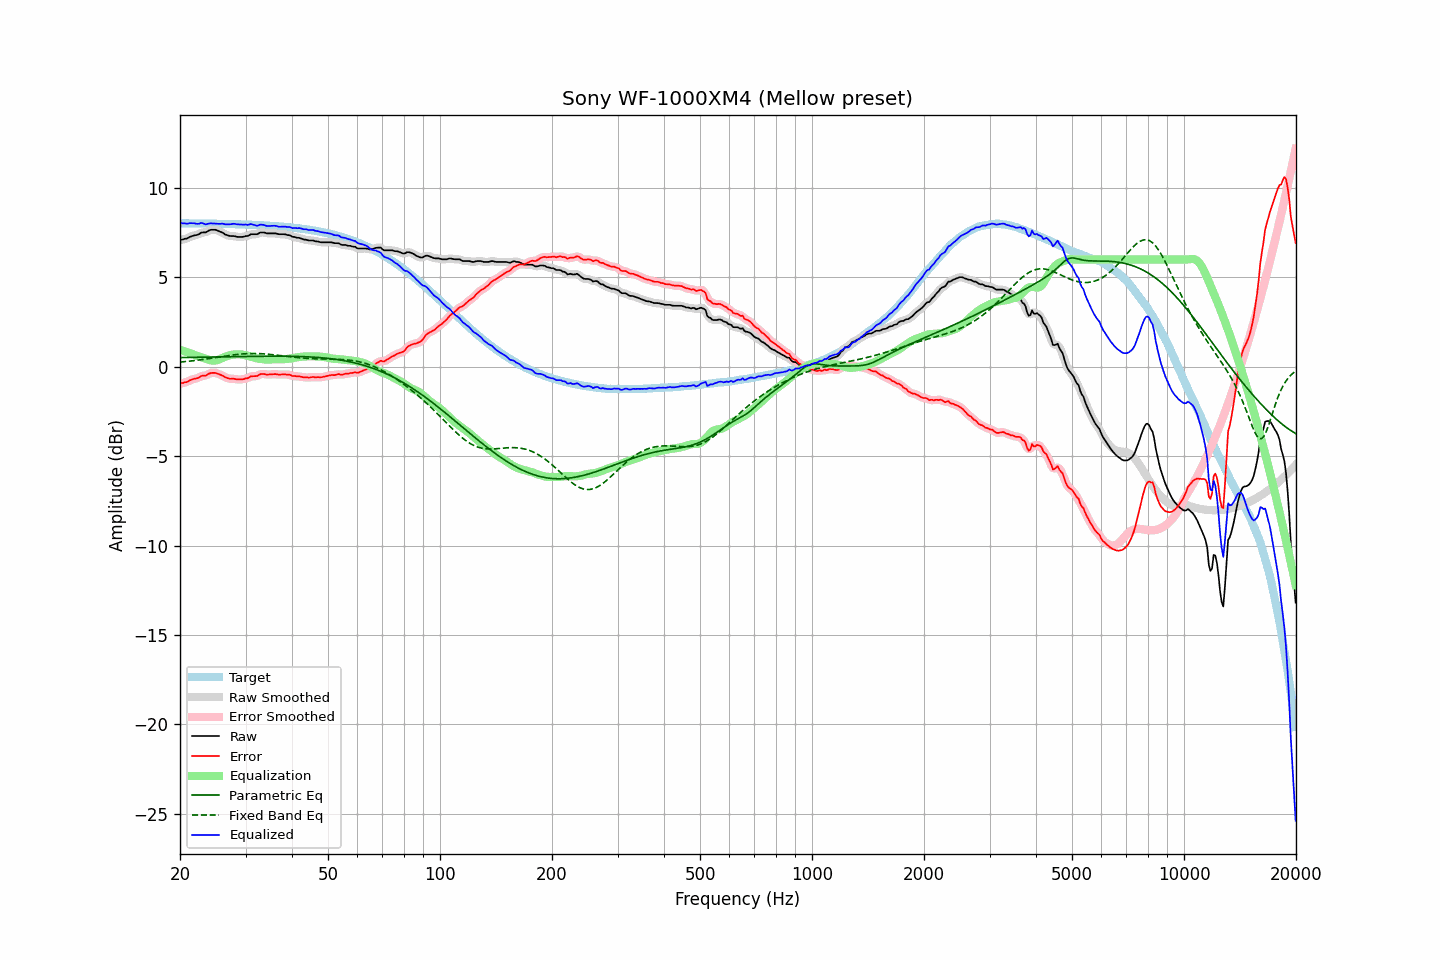 Sony WF-1000XM4 (Mellow preset)
Amplitude (dBr)
10
5
0
−5
−10
−15
−20
−25
Target
Raw Smoothed
Error Smoothed
Raw
Error
Equalization
Parametric Eq
Fixed Band Eq
Equalized
20
50
100
200
500
1000
2000
5000
10000
20000
Frequency (Hz)